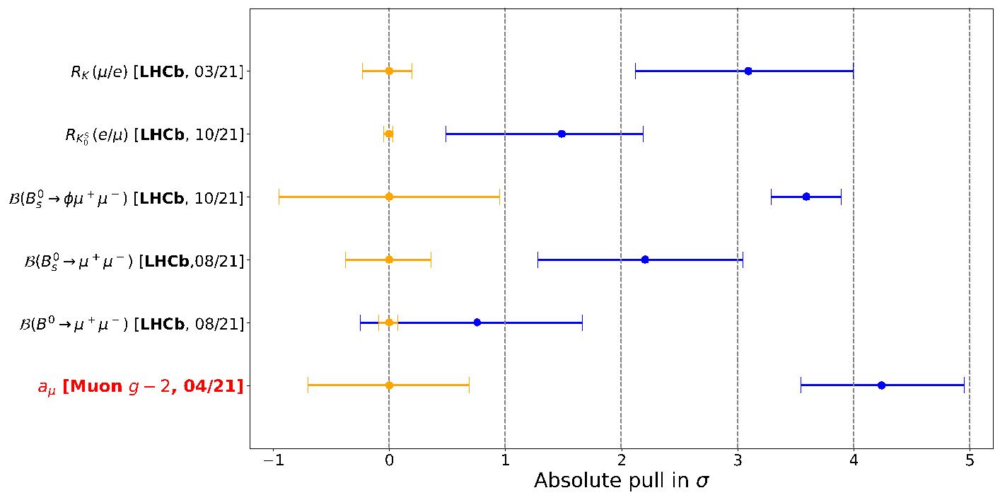 R_K(μ/e) [LHCb, 03/21]
R_{K_0^s}(e/μ) [LHCb, 10/21]
ℬ(B_s^0→ϕμ⁺μ⁻) [LHCb, 10/21]
ℬ(B_s^0→μ⁺μ⁻) [LHCb,08/21]
ℬ(B⁰→μ⁺μ⁻) [LHCb, 08/21]
a_μ [Muon g−2, 04/21]
−1 0 1 2 3 4 5
Absolute pull in σ